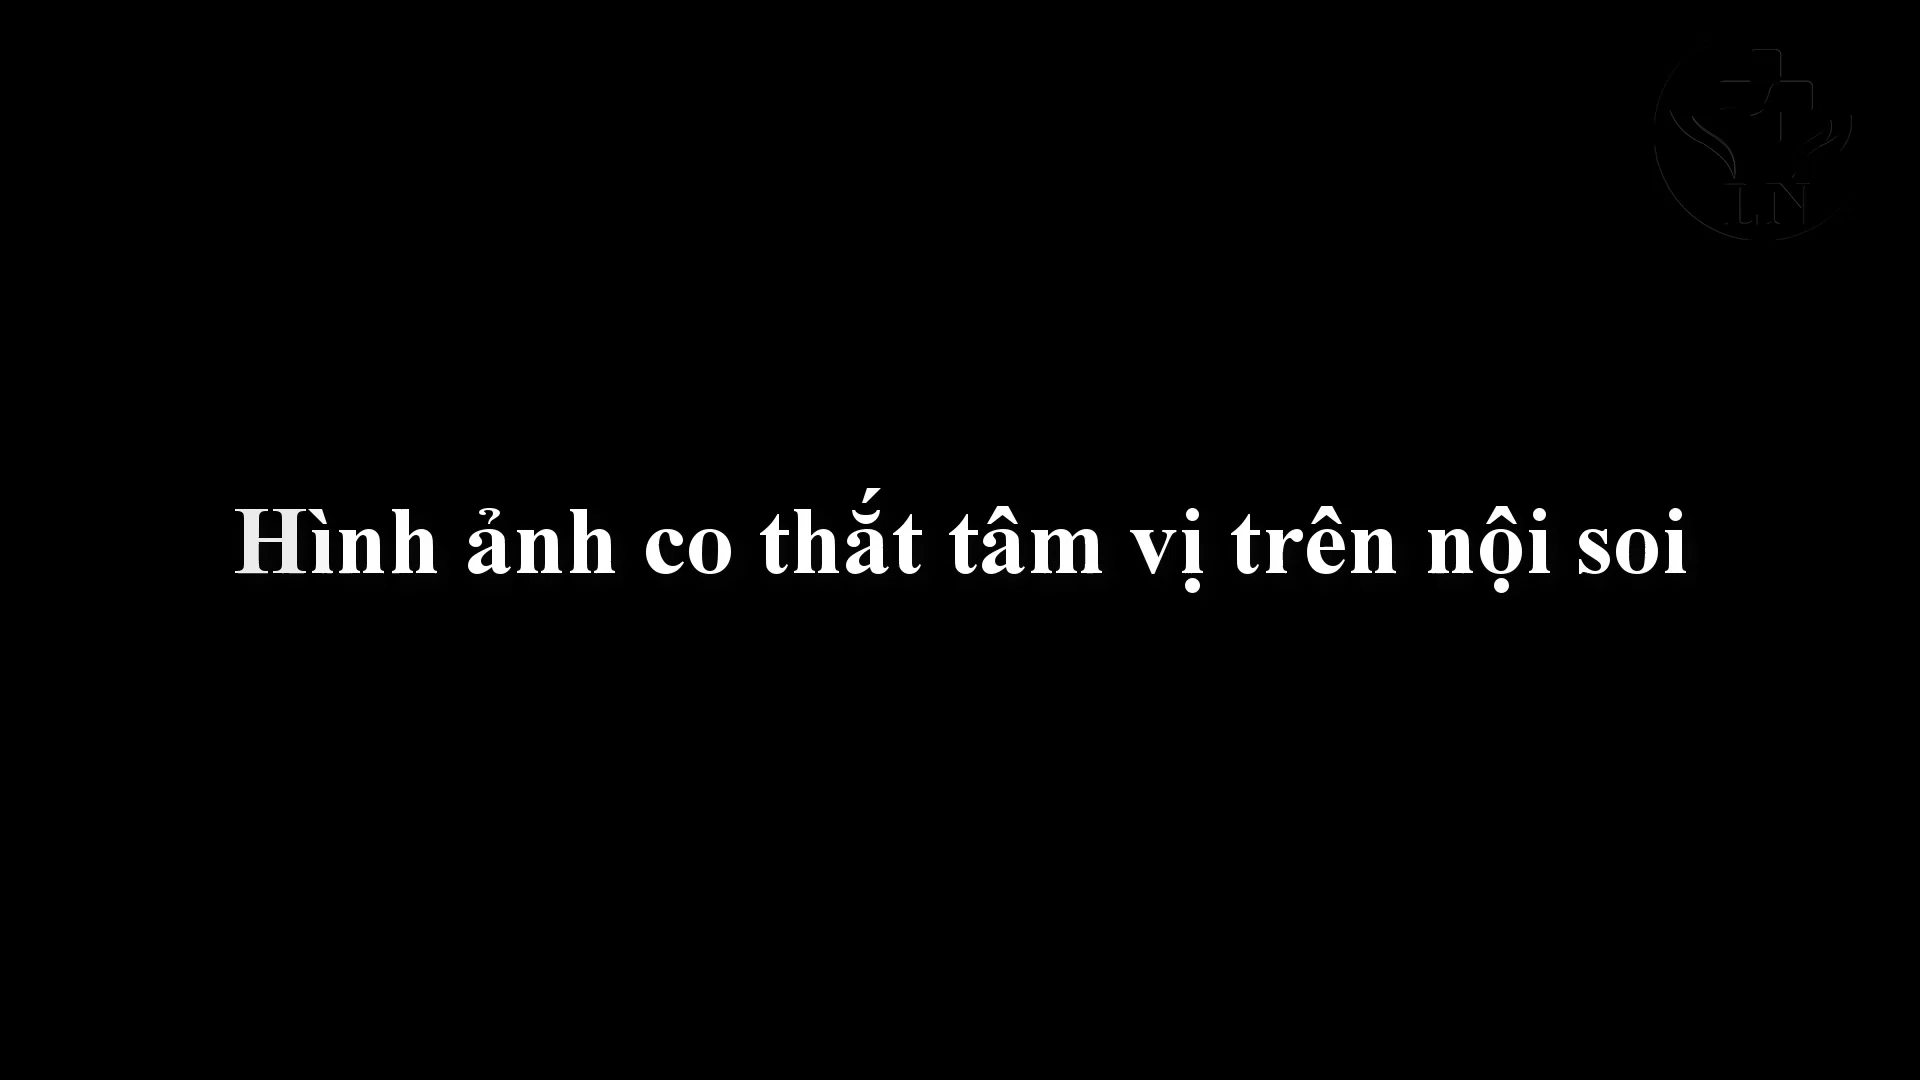 Hình ảnh co thắt tâm vị trên nội soi